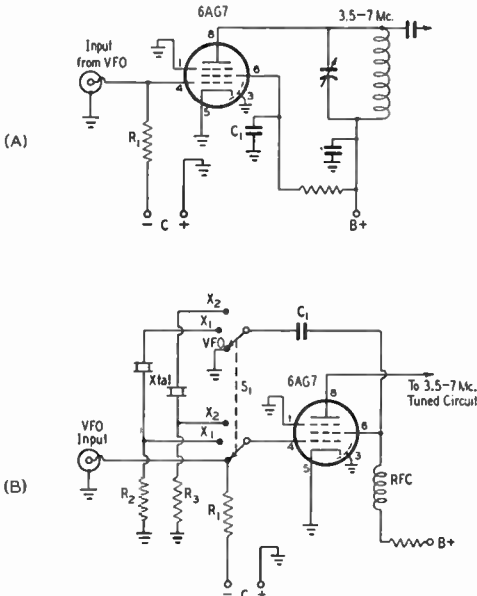 6AG7
3.5-7 Mc.
Input
from VFO
8
1
4
6
3
5
(A)
R1
C1
− C +
B+
X2
X1
VFO
C1
Xtal
S1
6AG7
8
To 3.5-7 Mc.
Tuned Circuit
VFO
Input
X2
X1
1
4
6
3
5
(B)
R2
R3
R1
RFC
B+
− C +